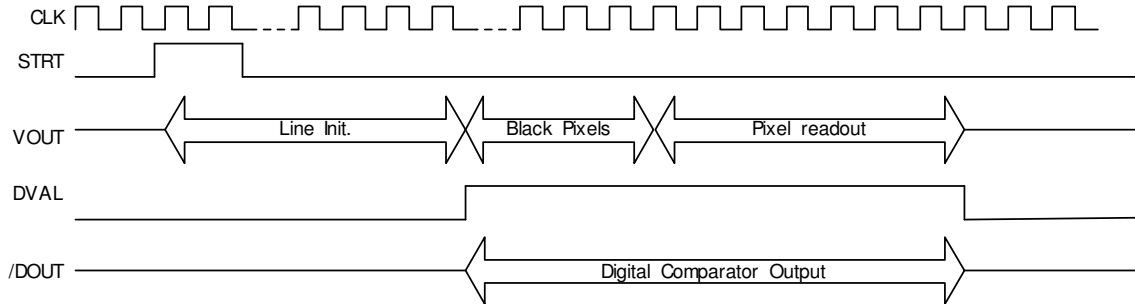 CLK
STRT
VOUT Line Init. Black Pixels Pixel readout
DVAL
/DOUT Digital Comparator Output